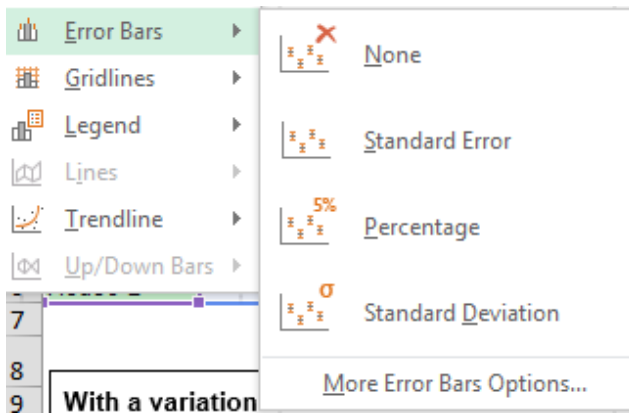 Error Bars
Gridlines
Legend
Lines
Trendline
Up/Down Bars
None
Standard Error
5%
Percentage
σ
Standard Deviation
More Error Bars Options...
7
8
9
With a variation